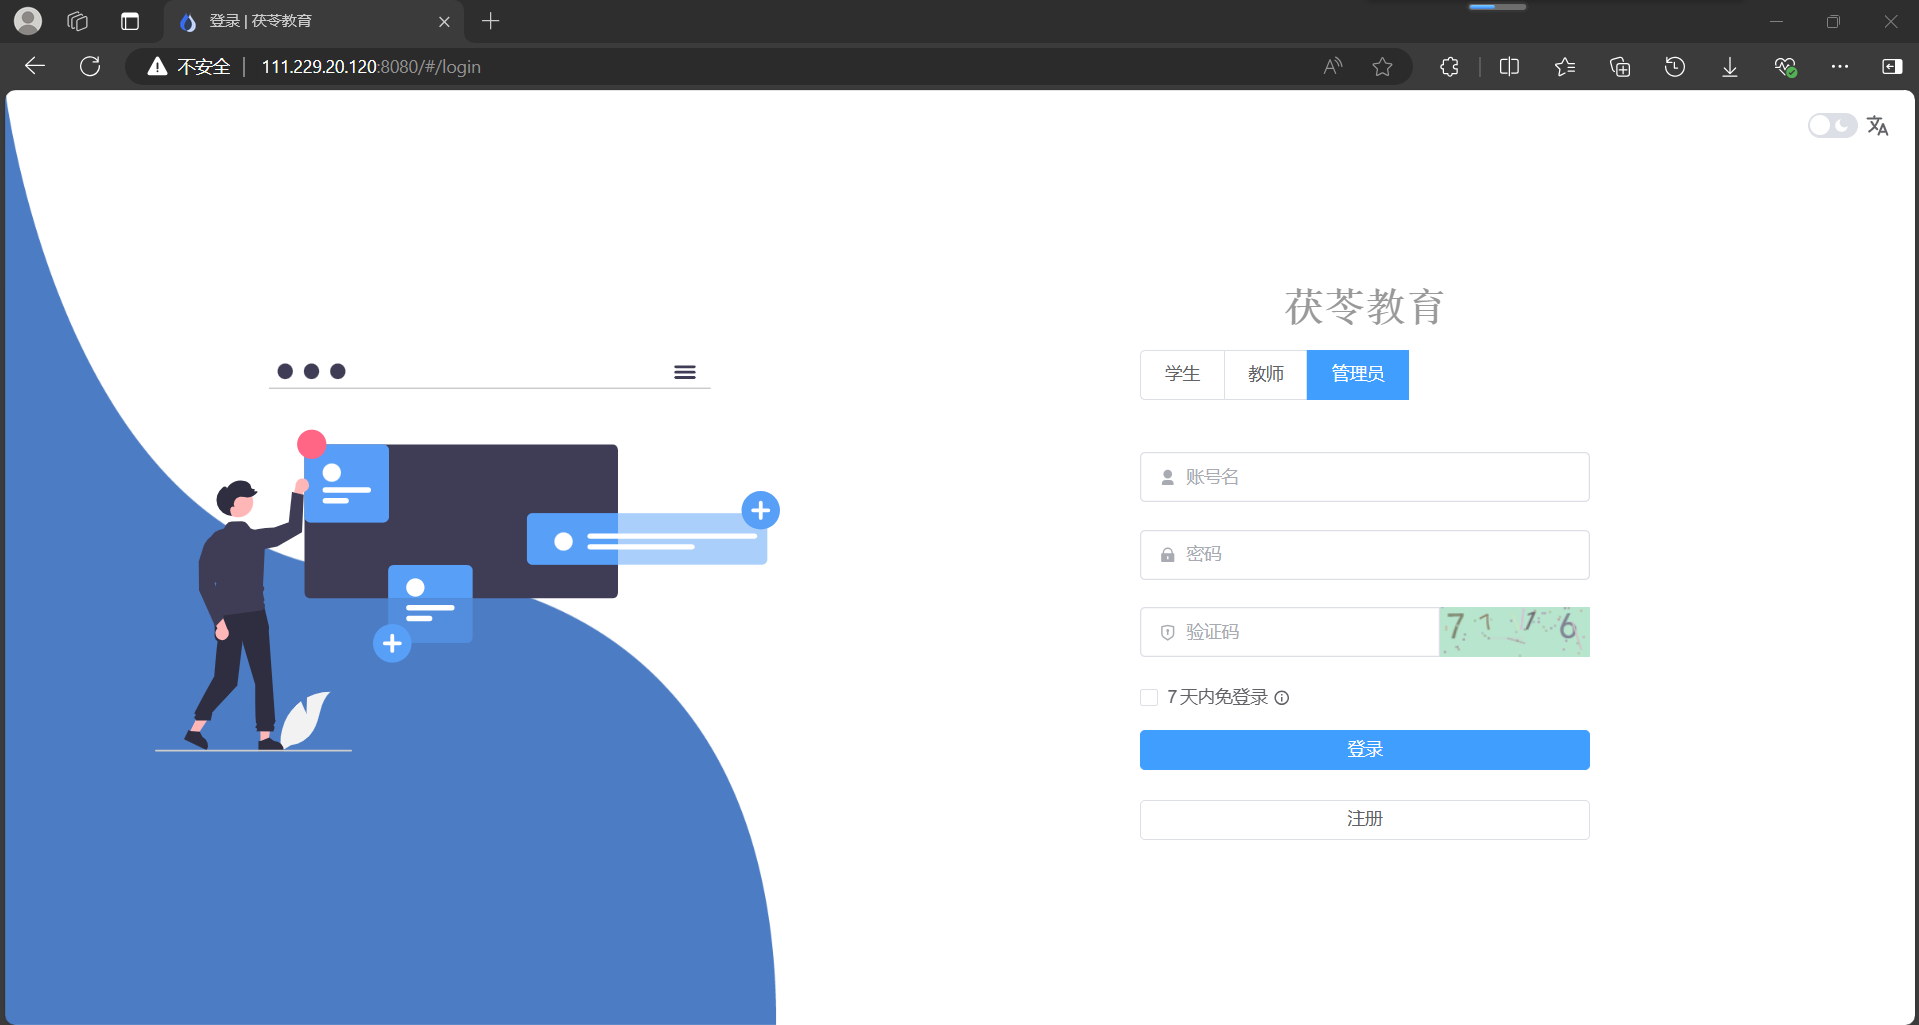 登录 | 茯苓教育
不安全 | 111.229.20.120:8080/#/login
茯苓教育
学生 教师 管理员
账号名
密码
验证码 7 1 1 6
7 天内免登录
登录
注册